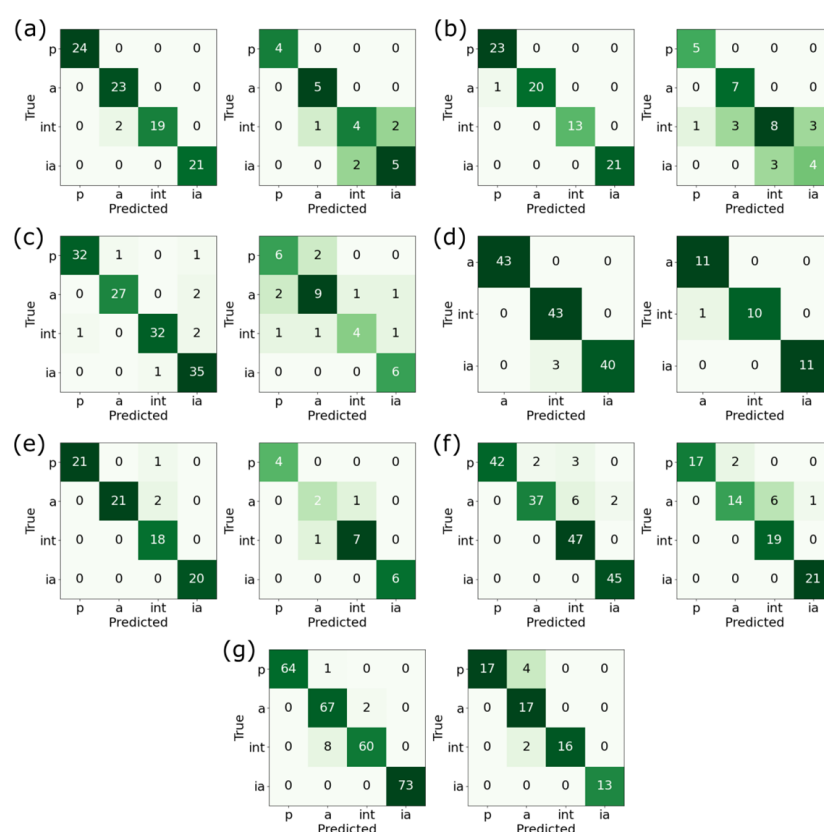 (a)
True
p 24 0 0 0
a 0 23 0 0
int 0 2 19 0
ia 0 0 0 21
p a int ia
Predicted
True
p 4 0 0 0
a 0 5 0 0
int 0 1 4 2
ia 0 0 2 5
p a int ia
Predicted
(b)
True
p 23 0 0 0
a 1 20 0 0
int 0 0 13 0
ia 0 0 0 21
p a int ia
Predicted
True
p 5 0 0 0
a 0 7 0 0
int 1 3 8 3
ia 0 0 3 4
p a int ia
Predicted
(c)
True
p 32 1 0 1
a 0 27 0 2
int 1 0 32 2
ia 0 0 1 35
p a int ia
Predicted
True
p 6 2 0 0
a 2 9 1 1
int 1 1 4 1
ia 0 0 0 6
p a int ia
Predicted
(d)
True
a 43 0 0
int 0 43 0
ia 0 3 40
a int ia
Predicted
True
a 11 0 0
int 1 10 0
ia 0 0 11
a int ia
Predicted
(e)
True
p 21 0 1 0
a 0 21 2 0
int 0 0 18 0
ia 0 0 0 20
p a int ia
Predicted
True
p 4 0 0 0
a 0 2 1 0
int 0 1 7 0
ia 0 0 0 6
p a int ia
Predicted
(f)
True
p 42 2 3 0
a 0 37 6 2
int 0 0 47 0
ia 0 0 0 45
p a int ia
Predicted
True
p 17 2 0 0
a 0 14 6 1
int 0 0 19 0
ia 0 0 0 21
p a int ia
Predicted
(g)
True
p 64 1 0 0
a 0 67 2 0
int 0 8 60 0
ia 0 0 0 73
p a int ia
Predicted
True
p 17 4 0 0
a 0 17 0 0
int 0 2 16 0
ia 0 0 0 13
p a int ia
Predicted